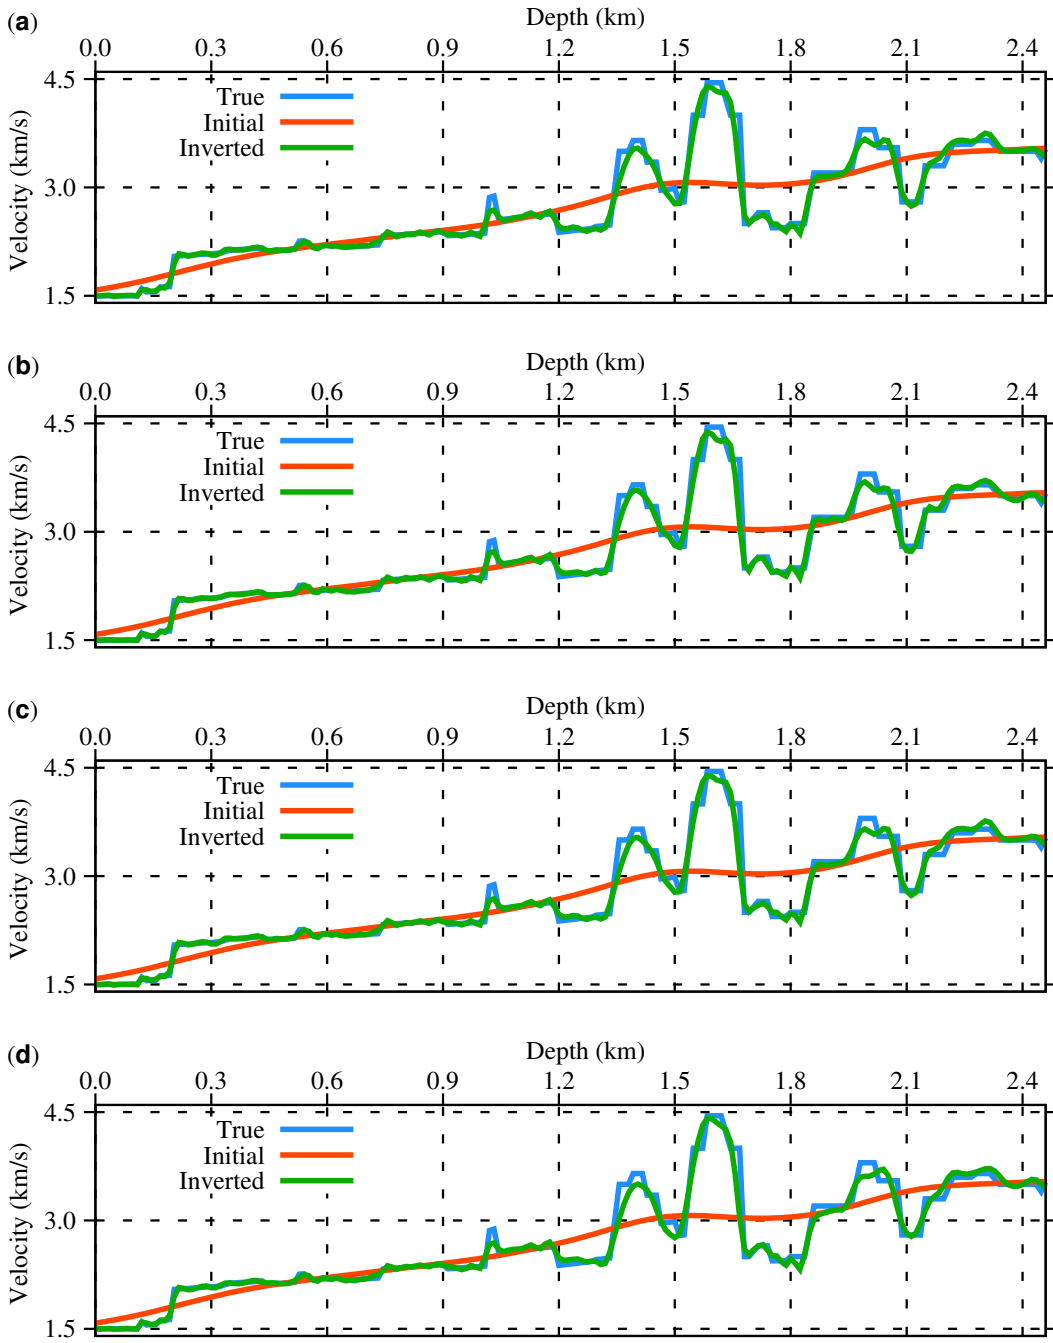 (a)
Depth (km)
0.0 0.3 0.6 0.9 1.2 1.5 1.8 2.1 2.4
Velocity (km/s)
4.5
3.0
1.5
True
Initial
Inverted
(b)
Depth (km)
0.0 0.3 0.6 0.9 1.2 1.5 1.8 2.1 2.4
Velocity (km/s)
4.5
3.0
1.5
True
Initial
Inverted
(c)
Depth (km)
0.0 0.3 0.6 0.9 1.2 1.5 1.8 2.1 2.4
Velocity (km/s)
4.5
3.0
1.5
True
Initial
Inverted
(d)
Depth (km)
0.0 0.3 0.6 0.9 1.2 1.5 1.8 2.1 2.4
Velocity (km/s)
4.5
3.0
1.5
True
Initial
Inverted